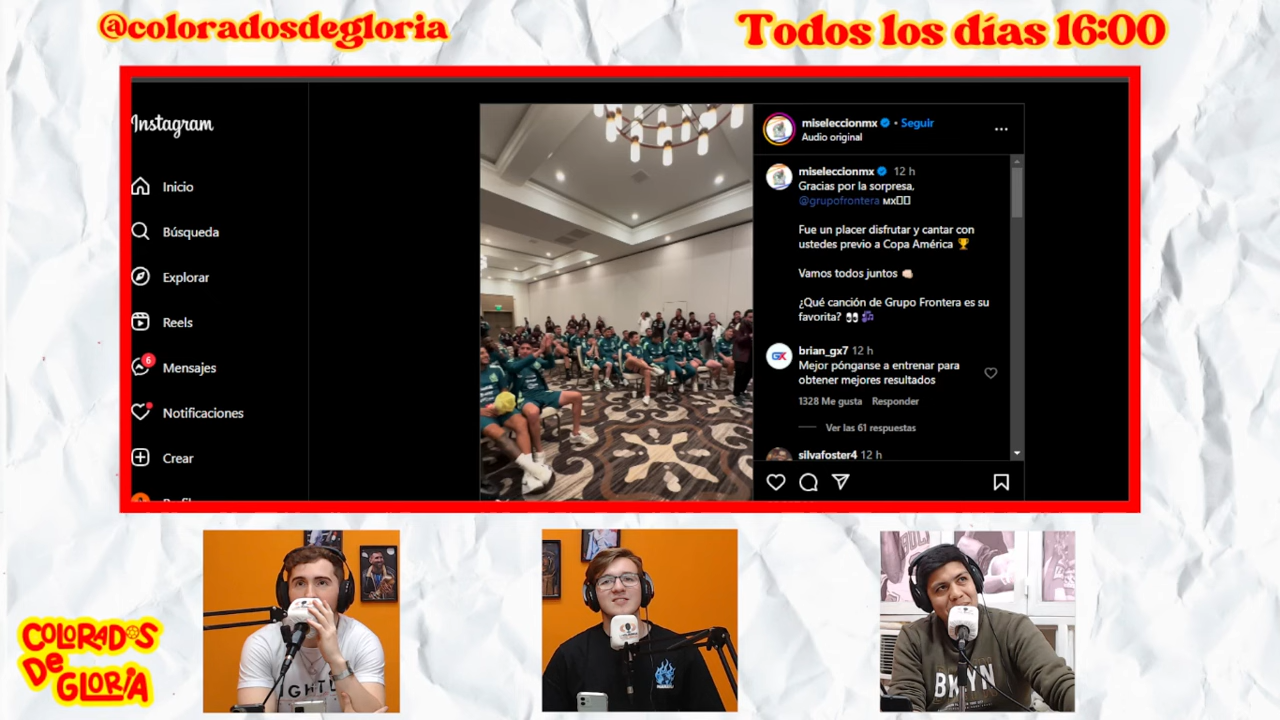 @coloradosdegloria
Todos los días 16:00
Instagram
Inicio
Búsqueda
Explorar
Reels
6
Mensajes
Notificaciones
Crear
miseleccionmx • Seguir
Audio original
miseleccionmx 12 h
Gracias por la sorpresa,
@grupofrontera MX
Fue un placer disfrutar y cantar con
ustedes previo a Copa América 🏆
Vamos todos juntos 👊🏻
¿Qué canción de Grupo Frontera es su
favorita? 👀🎶
GX
brian_gx7 12 h
Mejor pónganse a entrenar para
obtener mejores resultados
1328 Me gusta Responder
Ver las 61 respuestas
silvafoster4 12 h
COLORADOS
De
GLORIA
BKLYN